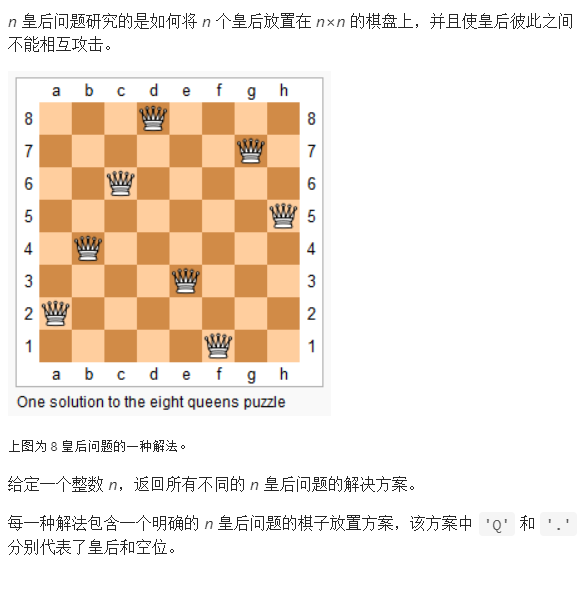 n 皇后问题研究的是如何将 n 个皇后放置在 n×n 的棋盘上，并且使皇后彼此之间
不能相互攻击。
a b c d e f g h
8 8
7 7
6 6
5 5
4 4
3 3
2 2
1 1
a b c d e f g h
One solution to the eight queens puzzle
上图为 8 皇后问题的一种解法。
给定一个整数 n，返回所有不同的 n 皇后问题的解决方案。
每一种解法包含一个明确的 n 皇后问题的棋子放置方案，该方案中 'Q' 和 '.'
分别代表了皇后和空位。